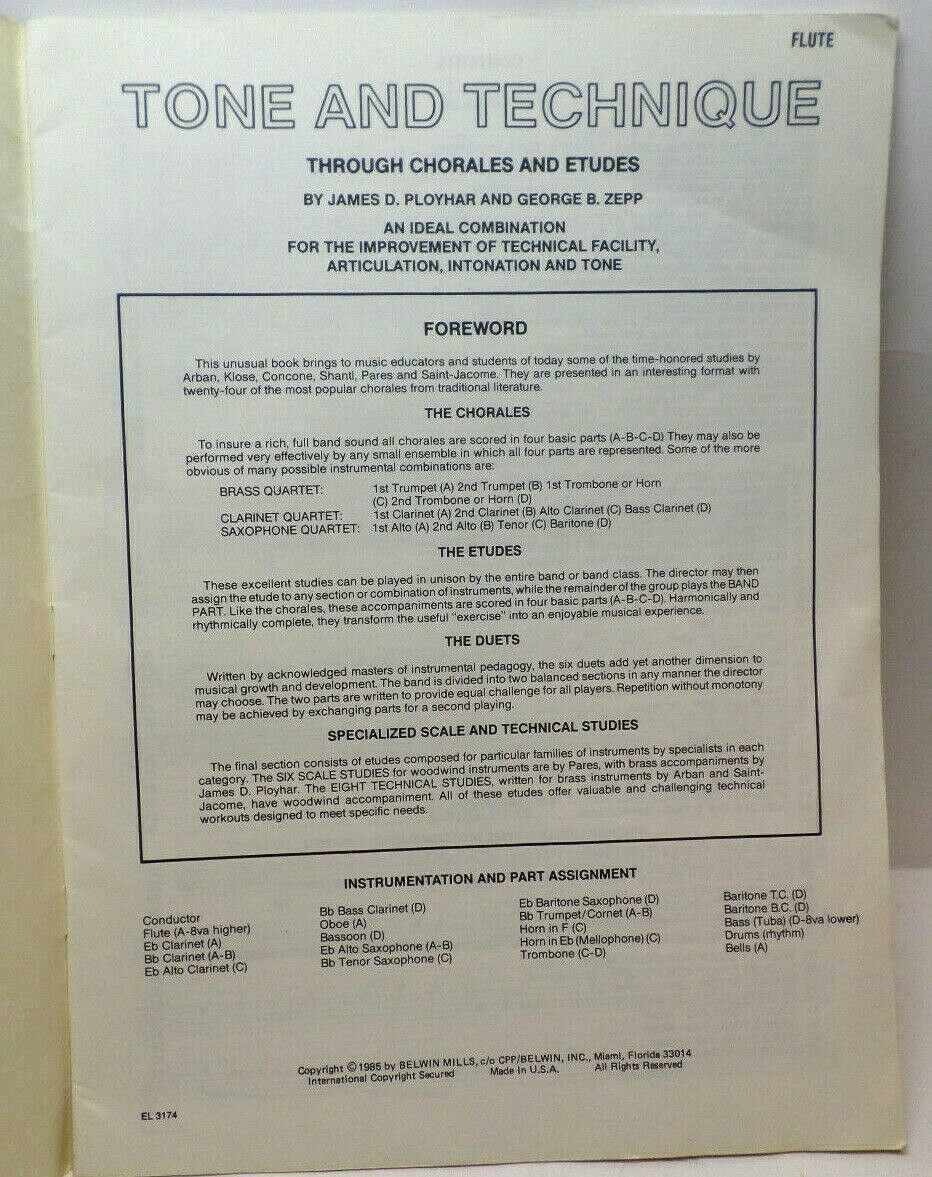 FLUTE
TONE AND TECHNIQUE
THROUGH CHORALES AND ETUDES
BY JAMES D. PLOYHAR AND GEORGE B. ZEPP
AN IDEAL COMBINATION
FOR THE IMPROVEMENT OF TECHNICAL FACILITY,
ARTICULATION, INTONATION AND TONE
FOREWORD
This unusual book brings to music educators and students of today some of the time-honored studies by
Arban, Klose, Concone, Shantl, Pares and Saint-Jacome. They are presented in an interesting format with
twenty-four of the most popular chorales from traditional literature.
THE CHORALES
To insure a rich, full band sound all chorales are scored in four basic parts (A-B-C-D) They may also be
performed very effectively by any small ensemble in which all four parts are represented. Some of the more
obvious of many possible instrumental combinations are:
BRASS QUARTET: 1st Trumpet (A) 2nd Trumpet (B) 1st Trombone or Horn
(C) 2nd Trombone or Horn (D)
CLARINET QUARTET: 1st Clarinet (A) 2nd Clarinet (B) Alto Clarinet (C) Bass Clarinet (D)
SAXOPHONE QUARTET: 1st Alto (A) 2nd Alto (B) Tenor (C) Baritone (D)
THE ETUDES
These excellent studies can be played in unison by the entire band or band class. The director may then
assign the etude to any section or combination of instruments, while the remainder of the group plays the BAND
PART. Like the chorales, these accompaniments are scored in four basic parts (A-B-C-D). Harmonically and
rhythmically complete, they transform the useful "exercise" into an enjoyable musical experience.
THE DUETS
Written by acknowledged masters of instrumental pedagogy, the six duets add yet another dimension to
musical growth and development. The band is divided into two balanced sections in any manner the director
may choose. The two parts are written to provide equal challenge for all players. Repetition without monotony
may be achieved by exchanging parts for a second playing.
SPECIALIZED SCALE AND TECHNICAL STUDIES
The final section consists of etudes composed for particular families of instruments by specialists in each
category. The SIX SCALE STUDIES for woodwind instruments are by Pares, with brass accompaniments by
James D. Ployhar. The EIGHT TECHNICAL STUDIES, written for brass instruments by Arban and Saint-
Jacome, have woodwind accompaniment. All of these etudes offer valuable and challenging technical
workouts designed to meet specific needs.
INSTRUMENTATION AND PART ASSIGNMENT
Conductor
Flute (A-8va higher)
Eb Clarinet (A)
Bb Clarinet (A-B)
Eb Alto Clarinet (C)
Bb Bass Clarinet (D)
Oboe (A)
Bassoon (D)
Eb Alto Saxophone (A-B)
Bb Tenor Saxophone (C)
Eb Baritone Saxophone (D)
Bb Trumpet/Cornet (A-B)
Horn in F (C)
Horn in Eb (Mellophone) (C)
Trombone (C-D)
Baritone T.C. (D)
Baritone B.C. (D)
Bass (Tuba) (D-8va lower)
Drums (rhythm)
Bells (A)
Copyright © 1985 by BELWIN MILLS, c/o CPP/BELWIN, INC., Miami, Florida 33014
International Copyright Secured Made In U.S.A. All Rights Reserved
EL 3174